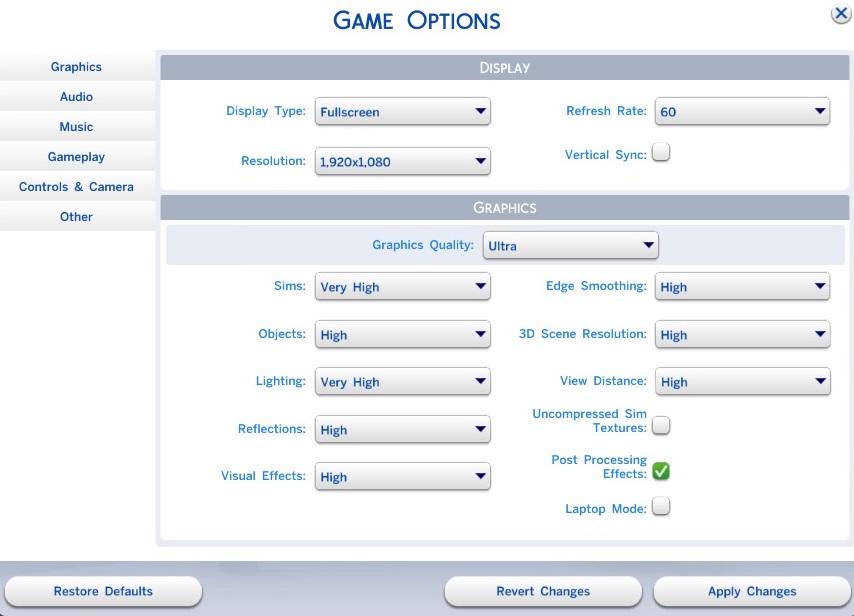 Game Options
Graphics
Audio
Music
Gameplay
Controls & Camera
Other
Display
Display Type: Fullscreen
Refresh Rate: 60
Resolution: 1,920x1,080
Vertical Sync:
Graphics
Graphics Quality: Ultra
Sims: Very High
Edge Smoothing: High
Objects: High
3D Scene Resolution: High
Lighting: Very High
View Distance: High
Reflections: High
Uncompressed Sim
Textures:
Visual Effects: High
Post Processing
Effects:
Laptop Mode:
Restore Defaults
Revert Changes
Apply Changes